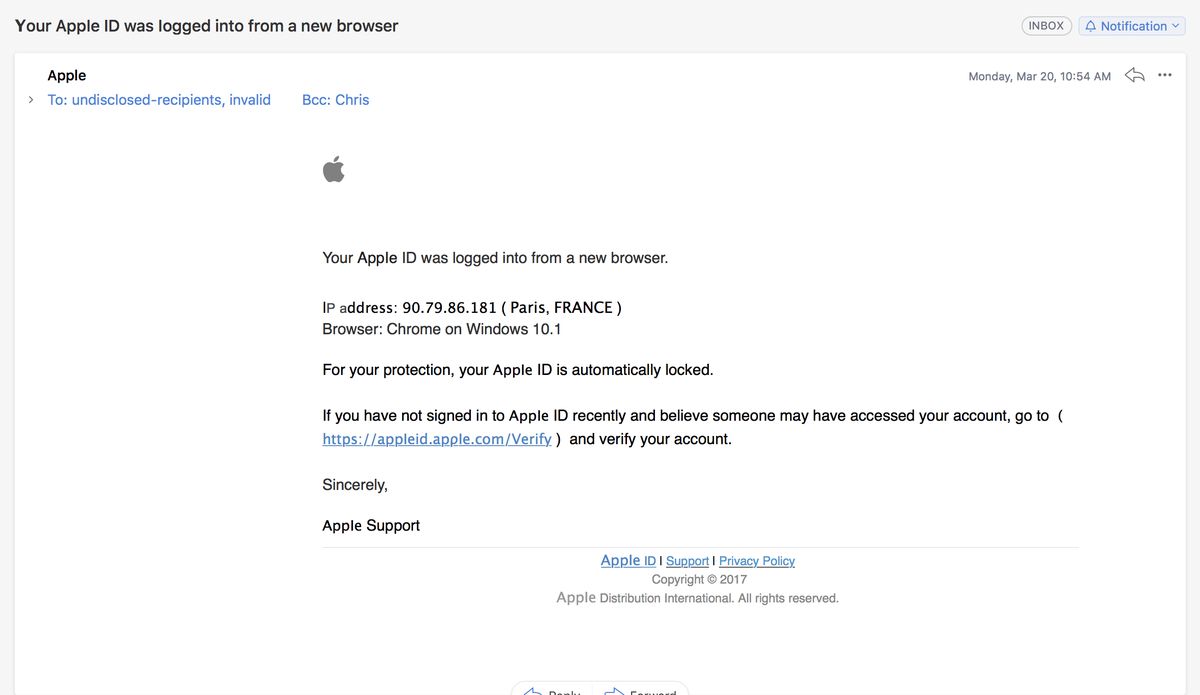 Your Apple ID was logged into from a new browser
INBOX
Notification
Apple
Monday, Mar 20, 10:54 AM
To: undisclosed-recipients, invalid Bcc: Chris
Your Apple ID was logged into from a new browser.
IP address: 90.79.86.181 ( Paris, FRANCE )
Browser: Chrome on Windows 10.1
For your protection, your Apple ID is automatically locked.
If you have not signed in to Apple ID recently and believe someone may have accessed your account, go to (
https://appleid.apple.com/Verify ) and verify your account.
Sincerely,
Apple Support
Apple ID | Support | Privacy Policy
Copyright © 2017
Apple Distribution International. All rights reserved.
Reply Forward